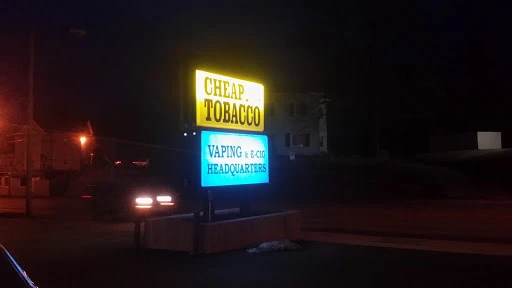 CHEAP.
TOBACCO
VAPING & E-CIG
HEADQUARTERS